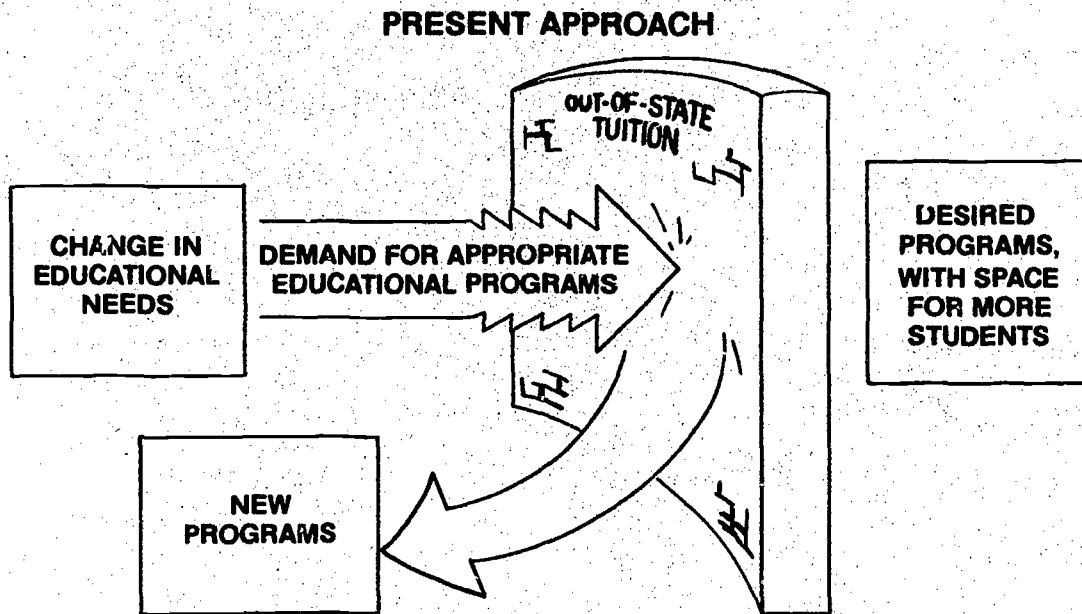 PRESENT APPROACH
OUT-OF-STATE
TUITION
CHANGE IN
EDUCATIONAL
NEEDS
DEMAND FOR APPROPRIATE
EDUCATIONAL PROGRAMS
DESIRED
PROGRAMS,
WITH SPACE
FOR MORE
STUDENTS
NEW
PROGRAMS